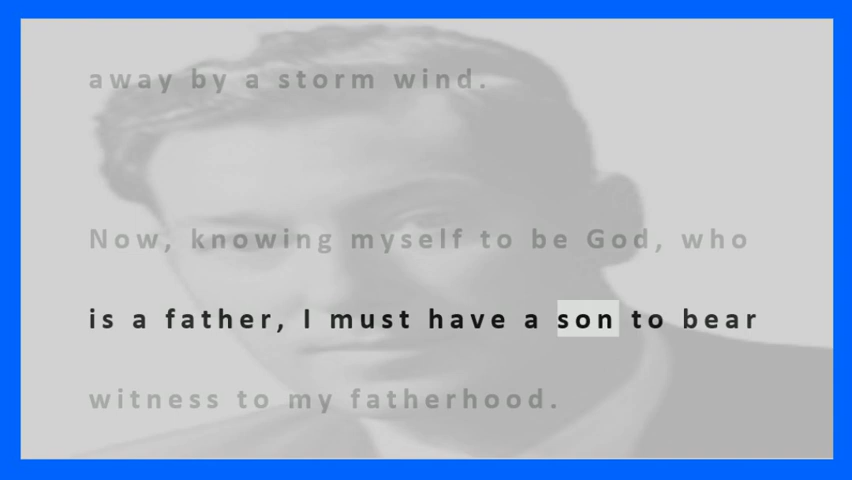 away by a storm wind.
Now, knowing myself to be God, who
is a father, I must have a son to bear
witness to my fatherhood.